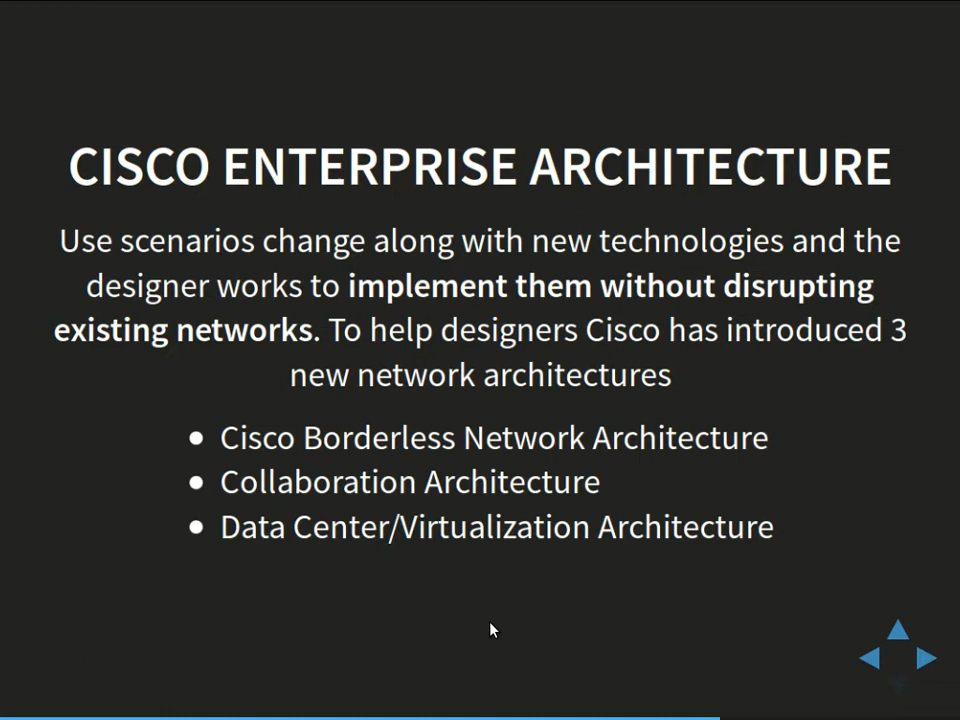 CISCO ENTERPRISE ARCHITECTURE
Use scenarios change along with new technologies and the
designer works to implement them without disrupting
existing networks. To help designers Cisco has introduced 3
new network architectures
Cisco Borderless Network Architecture
Collaboration Architecture
Data Center/Virtualization Architecture